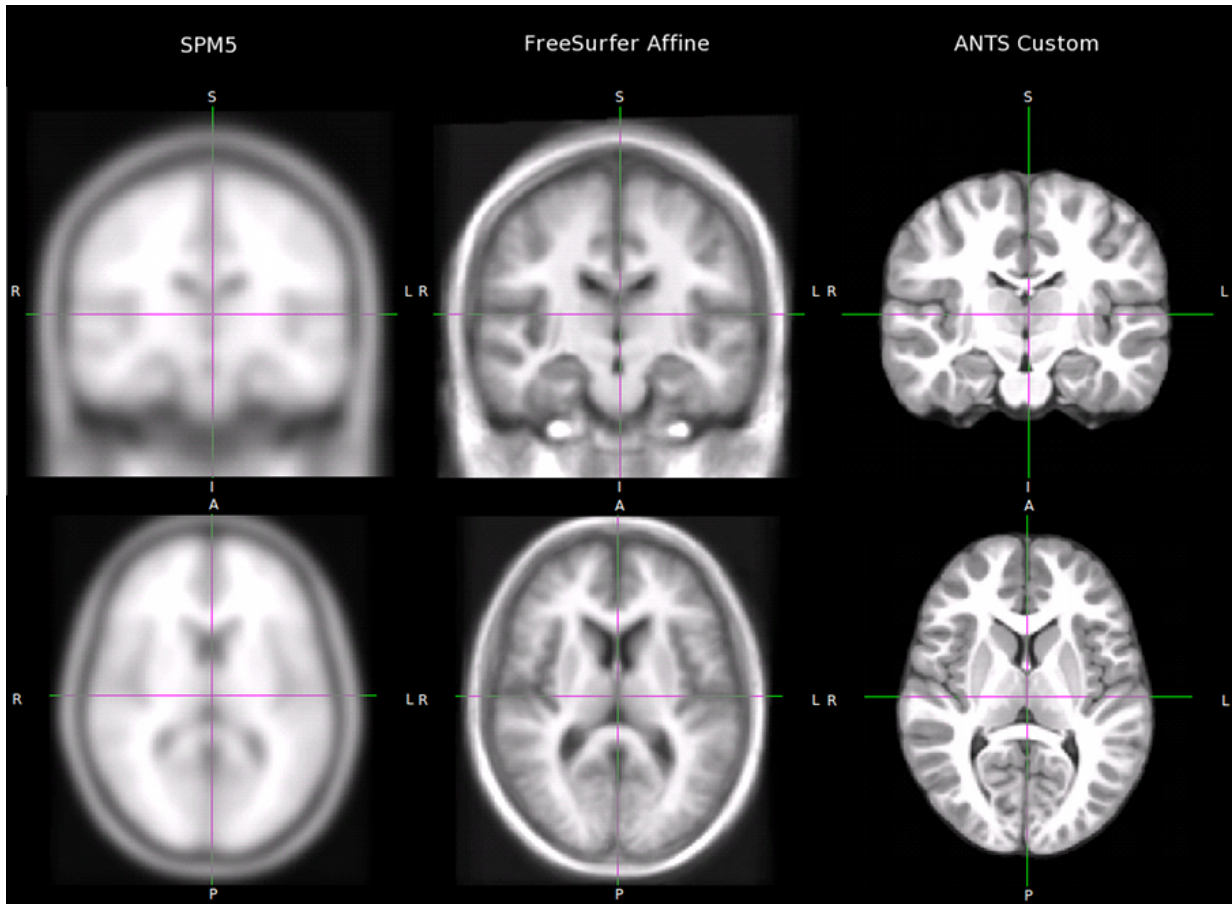 SPM5 FreeSurfer Affine ANTS Custom
S S S
R L R L R L
I I I
A A A
R L R L R L
P P P